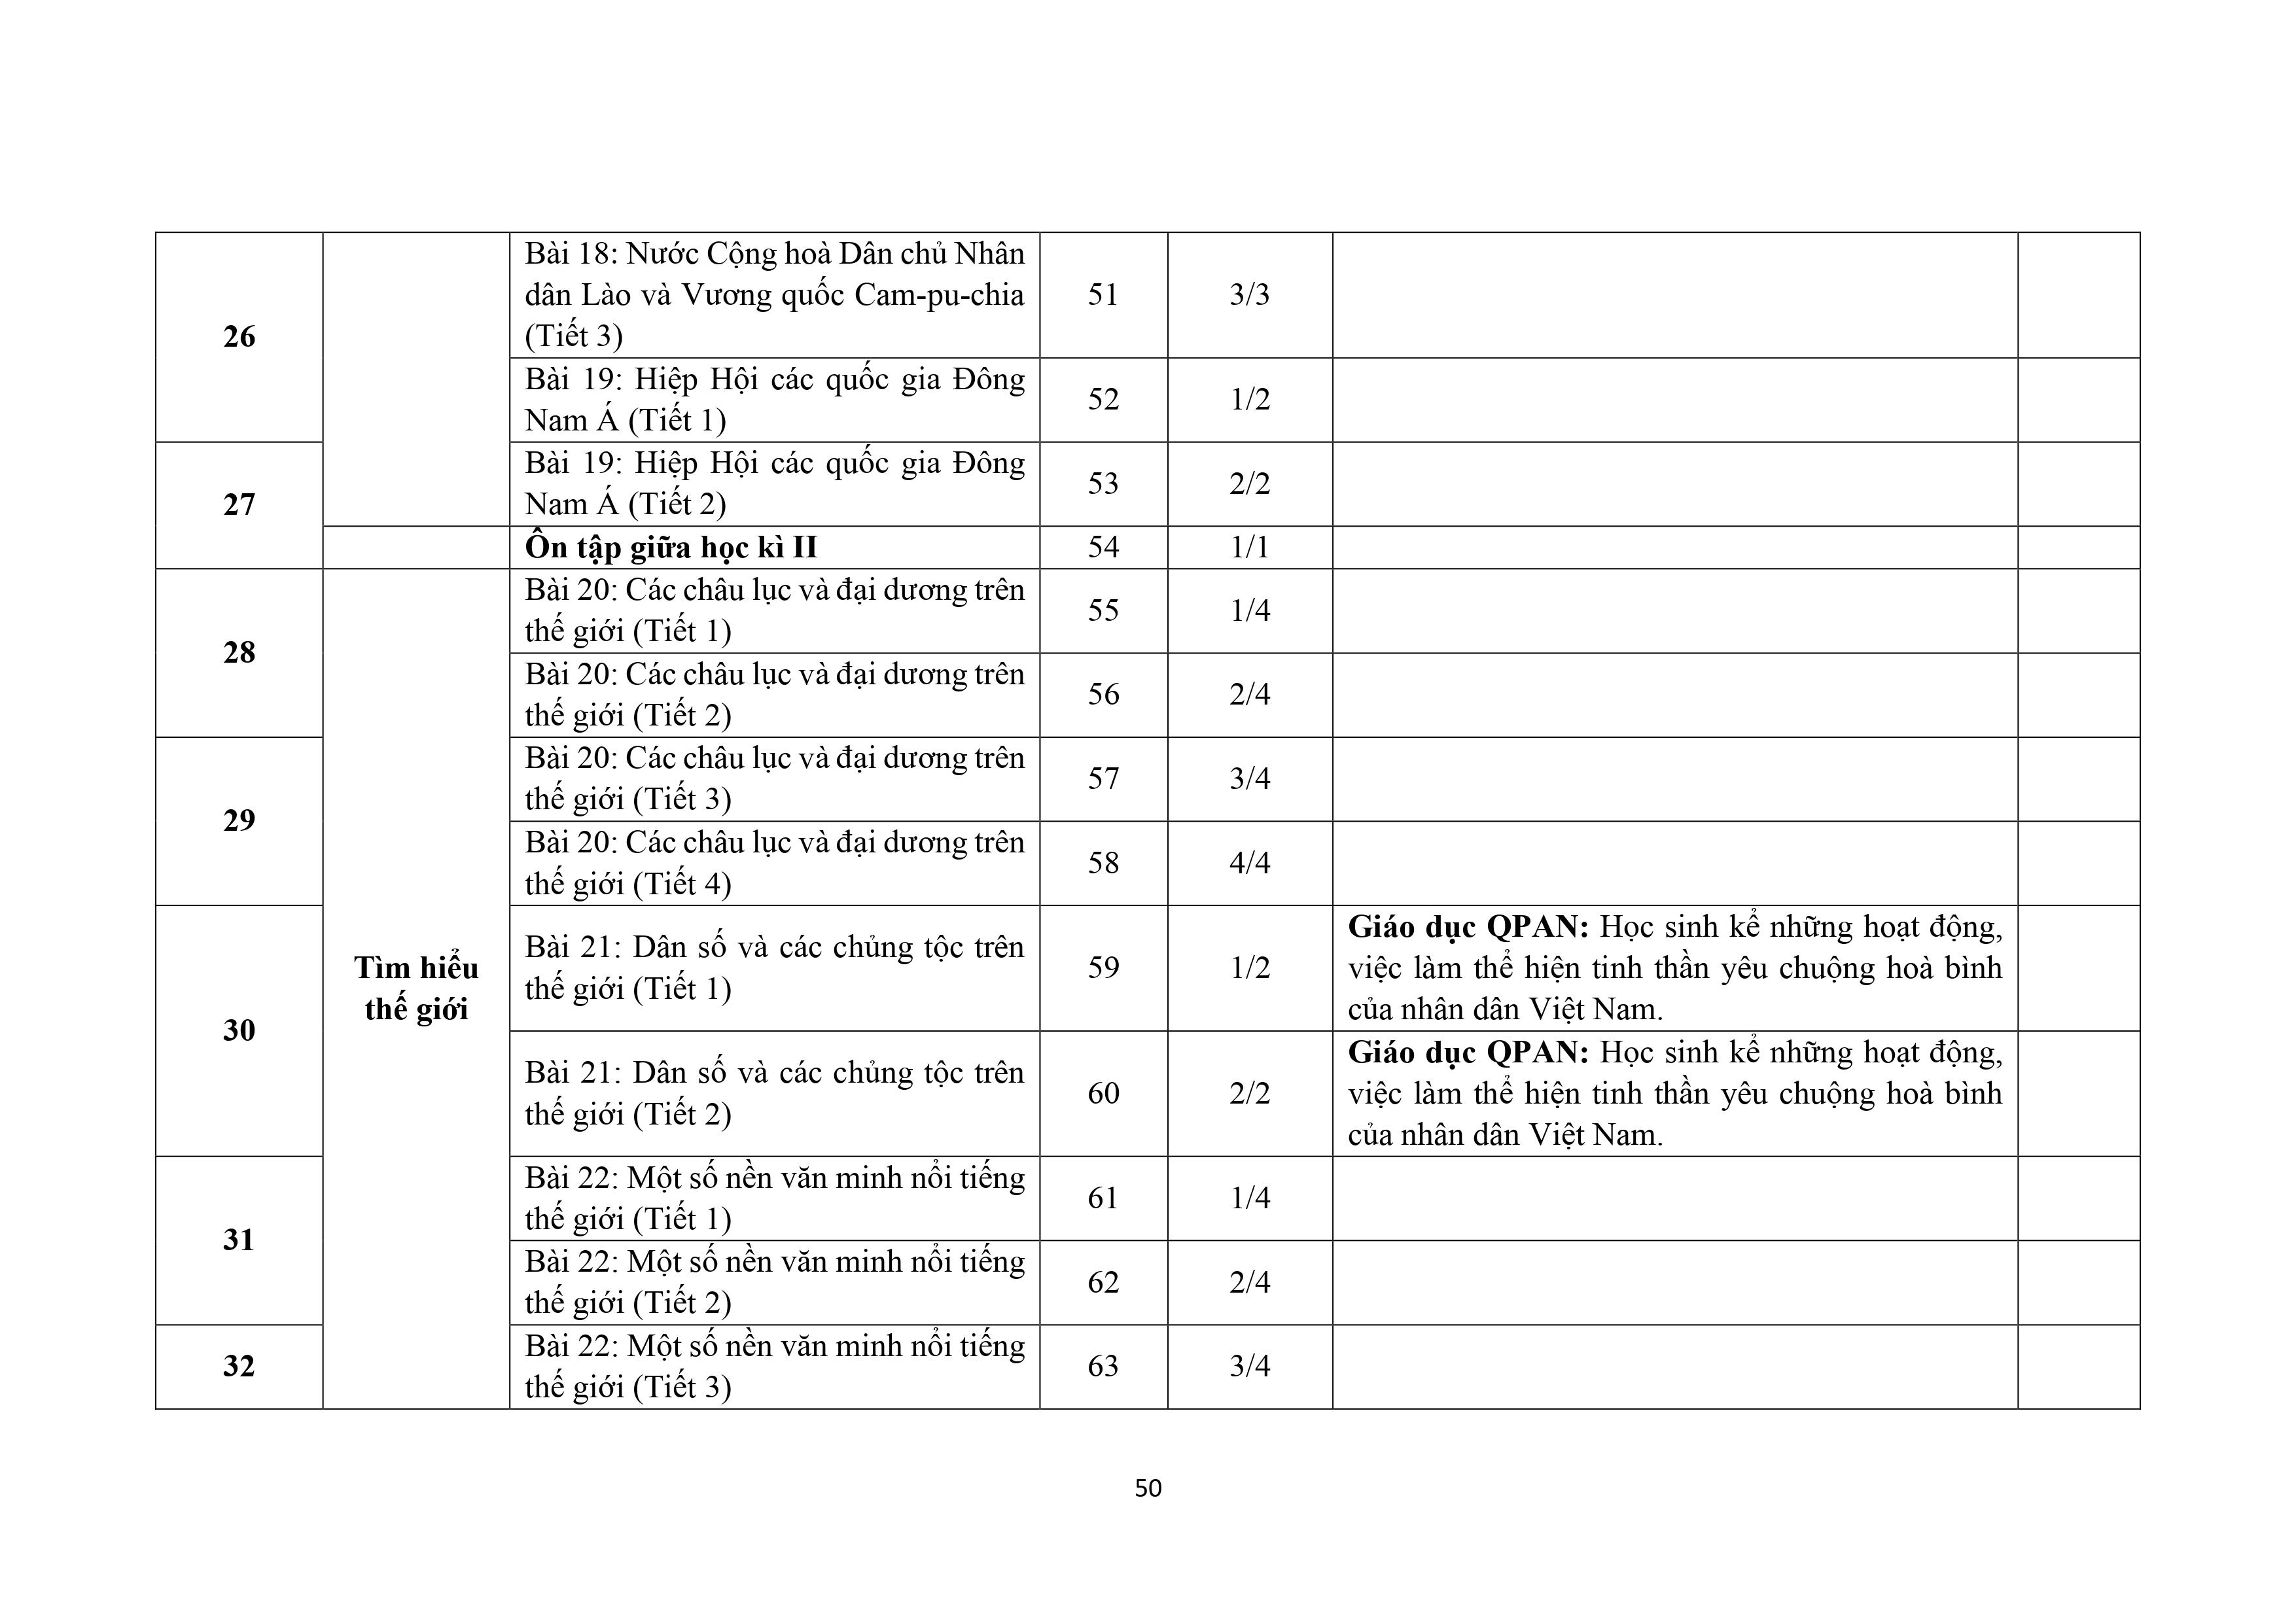 26
Bài 18: Nước Cộng hoà Dân chủ Nhân
dân Lào và Vương quốc Cam-pu-chia
(Tiết 3)
51
3/3
Bài 19: Hiệp Hội các quốc gia Đông
Nam Á (Tiết 1)
52
1/2
27
Bài 19: Hiệp Hội các quốc gia Đông
Nam Á (Tiết 2)
53
2/2
Ôn tập giữa học kì II
54
1/1
Tìm hiểu
thế giới
28
Bài 20: Các châu lục và đại dương trên
thế giới (Tiết 1)
55
1/4
Bài 20: Các châu lục và đại dương trên
thế giới (Tiết 2)
56
2/4
29
Bài 20: Các châu lục và đại dương trên
thế giới (Tiết 3)
57
3/4
Bài 20: Các châu lục và đại dương trên
thế giới (Tiết 4)
58
4/4
30
Bài 21: Dân số và các chủng tộc trên
thế giới (Tiết 1)
59
1/2
Giáo dục QPAN: Học sinh kể những hoạt động,
việc làm thể hiện tinh thần yêu chuộng hoà bình
của nhân dân Việt Nam.
Bài 21: Dân số và các chủng tộc trên
thế giới (Tiết 2)
60
2/2
Giáo dục QPAN: Học sinh kể những hoạt động,
việc làm thể hiện tinh thần yêu chuộng hoà bình
của nhân dân Việt Nam.
31
Bài 22: Một số nền văn minh nổi tiếng
thế giới (Tiết 1)
61
1/4
Bài 22: Một số nền văn minh nổi tiếng
thế giới (Tiết 2)
62
2/4
32
Bài 22: Một số nền văn minh nổi tiếng
thế giới (Tiết 3)
63
3/4
50